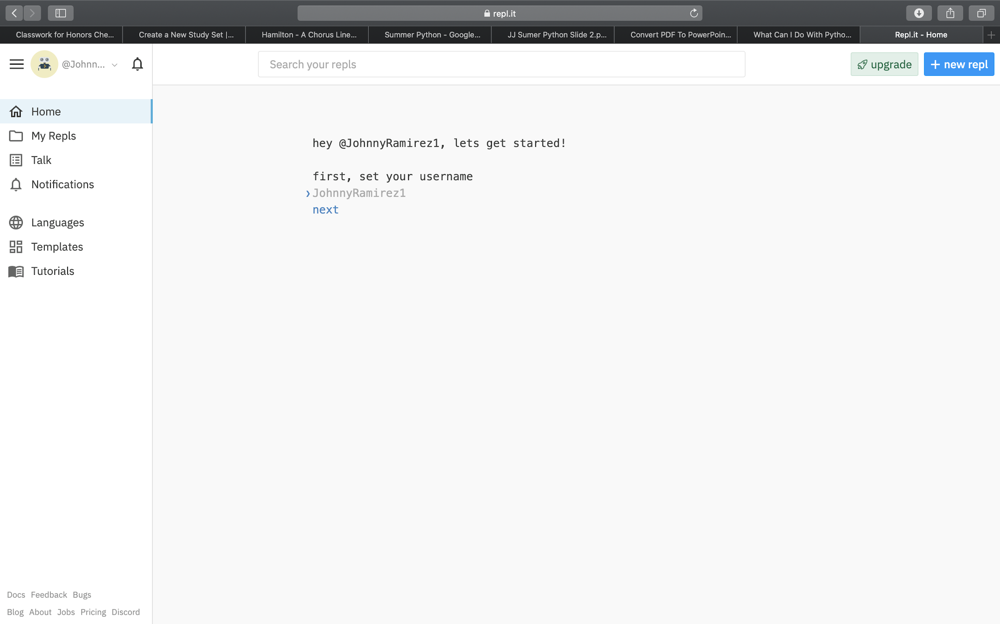 repl.it
Classwork for Honors Che...
Create a New Study Set |...
Hamilton - A Chorus Line...
Summer Python - Google...
JJ Sumer Python Slide 2.p...
Convert PDF To PowerPoin...
What Can I Do With Pytho...
Repl.it - Home
@Johnn...
Search your repls
upgrade
+ new repl
Home
My Repls
Talk
Notifications
Languages
Templates
Tutorials
hey @JohnnyRamirez1, lets get started!
first, set your username
JohnnyRamirez1
next
Docs Feedback Bugs
Blog About Jobs Pricing Discord